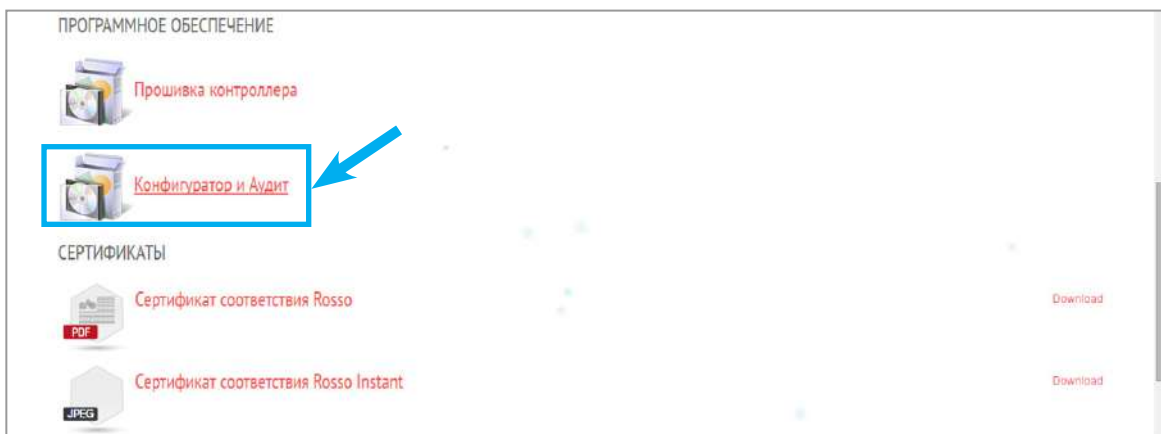 ПРОГРАММНОЕ ОБЕСПЕЧЕНИЕ
Прошивка контроллера
Конфигуратор и Аудит
СЕРТИФИКАТЫ
Сертификат соответствия Rosso Download
PDF
Сертификат соответствия Rosso Instant Download
JPEG